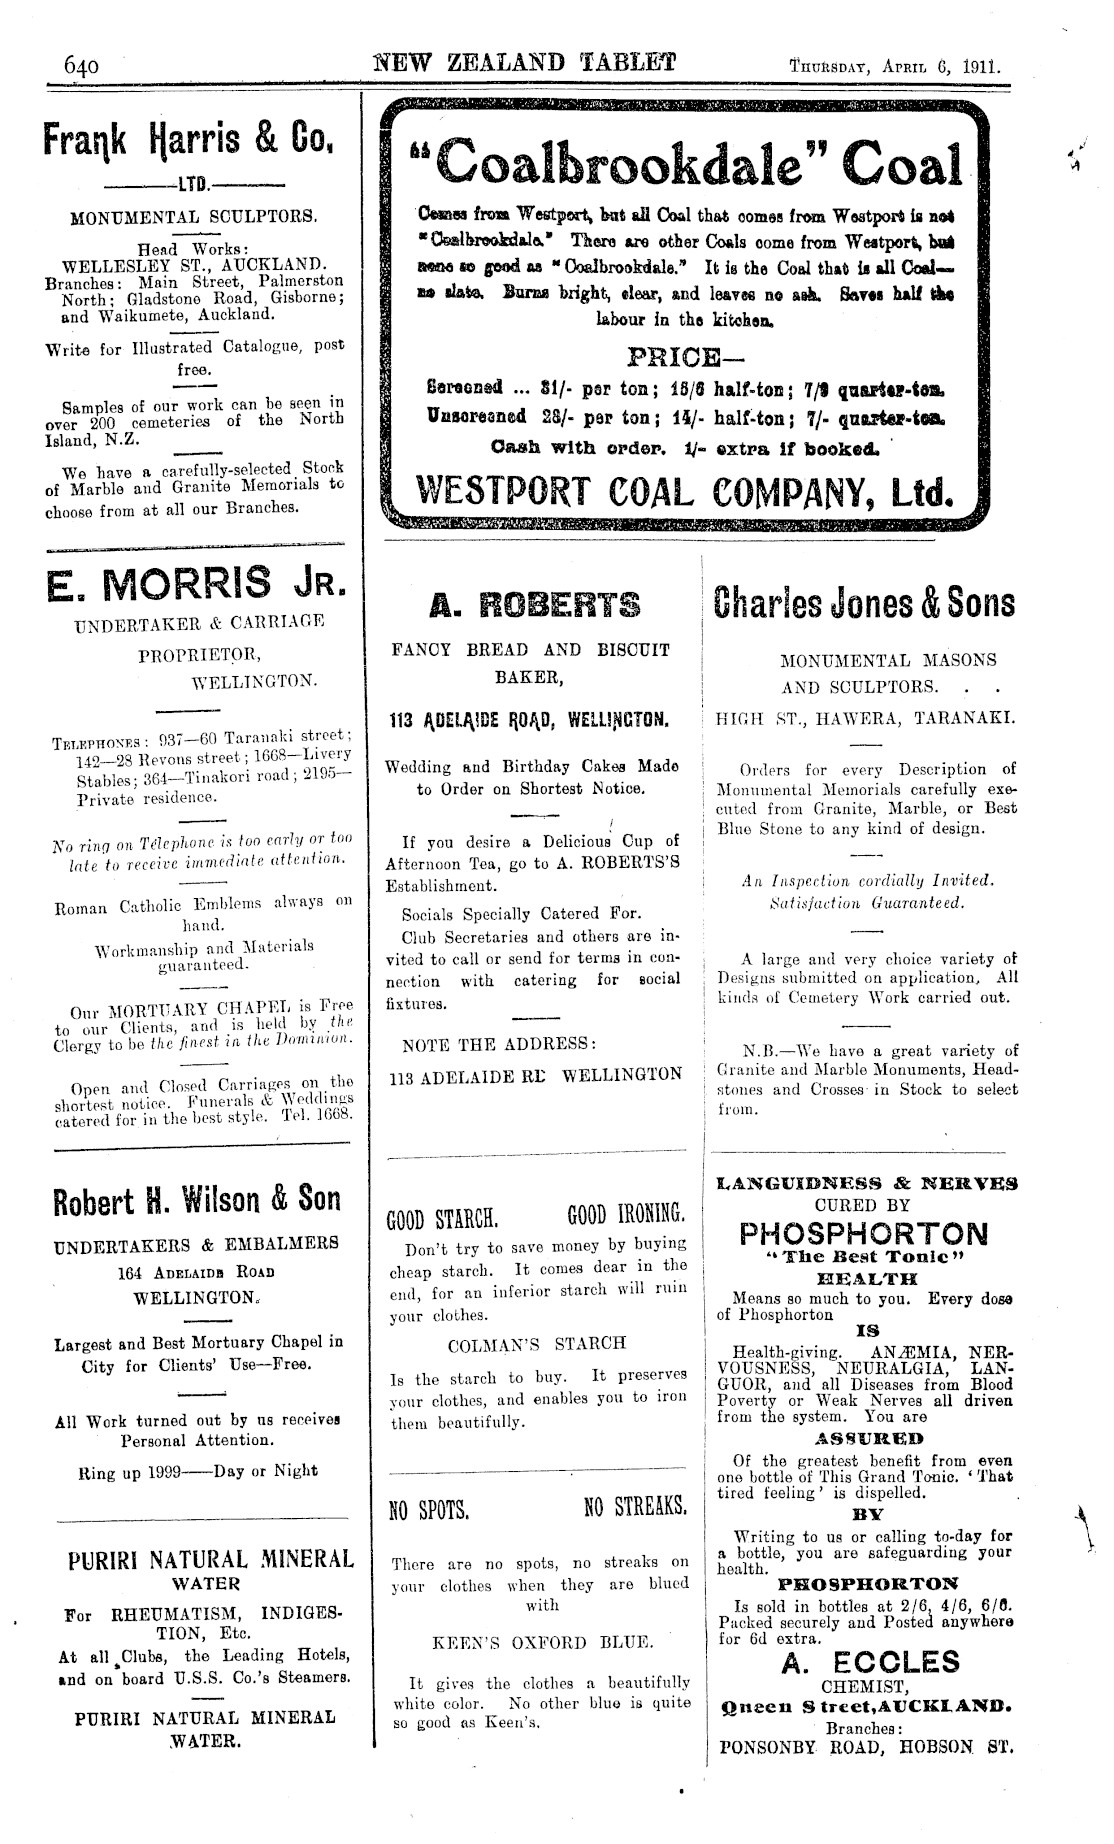 640
NEW ZEALAND TABLET
Thursday, April 6, 1911.
Frank Harris & Co.
LTD.
MONUMENTAL SCULPTORS.
Head Works:
WELLESLEY ST., AUCKLAND.
Branches: Main Street, Palmerston
North; Gladstone Road, Gisborne;
and Waikumete, Auckland.
Write for Illustrated Catalogue, post
free.
Samples of our work can be seen in
over 200 cemeteries of the North
Island, N.Z.
We have a carefully-selected Stock
of Marble and Granite Memorials to
choose from at all our Branches.
E. MORRIS Jr.
UNDERTAKER & CARRIAGE
PROPRIETOR,
WELLINGTON.
Telephones: 937—60 Taranaki street;
142—28 Revons street; 1668—Livery
Stables; 364—Tinakori road; 2195—
Private residence.
No ring on Telephone is too early or too
late to receive immediate attention.
Roman Catholic Emblems always on
hand.
Workmanship and Materials
guaranteed.
Our MORTUARY CHAPEL is Free
to our Clients, and is held by the
Clergy to be the finest in the Dominion.
Open and Closed Carriages on the
shortest notice. Funerals & Weddings
catered for in the best style. Tel. 1668.
Robert H. Wilson & Son
UNDERTAKERS & EMBALMERS
164 Adelaide Road
WELLINGTON.
Largest and Best Mortuary Chapel in
City for Clients' Use—Free.
All Work turned out by us receives
Personal Attention.
Ring up 1999——Day or Night
PURIRI NATURAL MINERAL
WATER
For RHEUMATISM, INDIGES-
TION, Etc.
At all Clubs, the Leading Hotels,
and on board U.S.S. Co.'s Steamers.
PURIRI NATURAL MINERAL
WATER.
"Coalbrookdale" Coal
Comes from Westport, but all Coal that comes from Westport is not
"Coalbrookdale." There are other Coals come from Westport, but
none so good as "Coalbrookdale." It is the Coal that is all Coal—
no slate. Burns bright, clear, and leaves no ash. Saves half the
labour in the kitchen.
PRICE—
Screened ... 31/- per ton; 15/6 half-ton; 7/9 quarter-ton.
Unscreened 28/- per ton; 14/- half-ton; 7/- quarter-ton.
Cash with order. 1/- extra if booked.
WESTPORT COAL COMPANY, Ltd.
A. ROBERTS
FANCY BREAD AND BISCUIT
BAKER,
113 ADELAIDE ROAD, WELLINGTON.
Wedding and Birthday Cakes Made
to Order on Shortest Notice.
If you desire a Delicious Cup of
Afternoon Tea, go to A. ROBERTS'S
Establishment.
Socials Specially Catered For.
Club Secretaries and others are in-
vited to call or send for terms in con-
nection with catering for social
fixtures.
NOTE THE ADDRESS:
113 ADELAIDE RD WELLINGTON
GOOD STARCH. GOOD IRONING.
Don't try to save money by buying
cheap starch. It comes dear in the
end, for an inferior starch will ruin
your clothes.
COLMAN'S STARCH
Is the starch to buy. It preserves
your clothes, and enables you to iron
them beautifully.
NO SPOTS. NO STREAKS.
There are no spots, no streaks on
your clothes when they are blued
with
KEEN'S OXFORD BLUE.
It gives the clothes a beautifully
white color. No other blue is quite
so good as Keen's.
Charles Jones & Sons
MONUMENTAL MASONS
AND SCULPTORS. . .
HIGH ST., HAWERA, TARANAKI.
Orders for every Description of
Monumental Memorials carefully exe-
cuted from Granite, Marble, or Best
Blue Stone to any kind of design.
An Inspection cordially Invited.
Satisfaction Guaranteed.
A large and very choice variety of
Designs submitted on application, All
kinds of Cemetery Work carried out.
N.B.—We have a great variety of
Granite and Marble Monuments, Head-
stones and Crosses in Stock to select
from.
LANGUIDNESS & NERVES
CURED BY
PHOSPHORTON
"The Best Tonic"
HEALTH
Means so much to you. Every dose
of Phosphorton
IS
Health-giving. ANÆMIA, NER-
VOUSNESS, NEURALGIA, LAN-
GUOR, and all Diseases from Blood
Poverty or Weak Nerves all driven
from the system. You are
ASSURED
Of the greatest benefit from even
one bottle of This Grand Tonic. 'That
tired feeling' is dispelled.
BY
Writing to us or calling to-day for
a bottle, you are safeguarding your
health.
PHOSPHORTON
Is sold in bottles at 2/6, 4/6, 6/6.
Packed securely and Posted anywhere
for 6d extra.
A. ECCLES
CHEMIST,
Queen Street, AUCKLAND.
Branches:
PONSONBY ROAD, HOBSON ST.